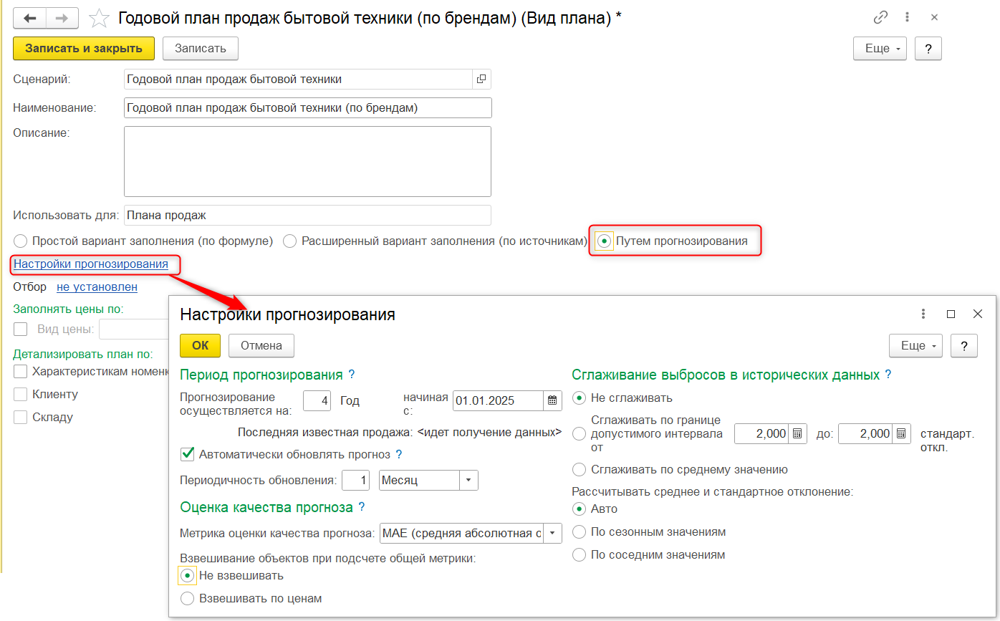 Годовой план продаж бытовой техники (по брендам) (Вид плана) *
Записать и закрыть
Записать
Еще
?
Сценарий:
Годовой план продаж бытовой техники
Наименование:
Годовой план продаж бытовой техники (по брендам)
Описание:
Использовать для:
Плана продаж
Простой вариант заполнения (по формуле)
Расширенный вариант заполнения (по источникам)
Путем прогнозирования
Настройки прогнозирования
Отбор не установлен
Заполнять цены по:
Вид цены:
Детализировать план по:
Характеристикам номенк
Клиенту
Складу
Настройки прогнозирования
ОК
Отмена
Еще
?
Период прогнозирования ?
Прогнозирование
осуществляется на:
4
Год
начиная
с:
01.01.2025
Последняя известная продажа: <идет получение данных>
Автоматически обновлять прогноз ?
Периодичность обновления:
1
Месяц
Оценка качества прогноза ?
Метрика оценки качества прогноза:
MAE (средняя абсолютная о
Взвешивание объектов при подсчете общей метрики:
Не взвешивать
Взвешивать по ценам
Сглаживание выбросов в исторических данных ?
Не сглаживать
Сглаживать по границе
допустимого интервала
от
2,000
до:
2,000
стандарт.
откл.
Сглаживать по среднему значению
Рассчитывать среднее и стандартное отклонение:
Авто
По сезонным значениям
По соседним значениям